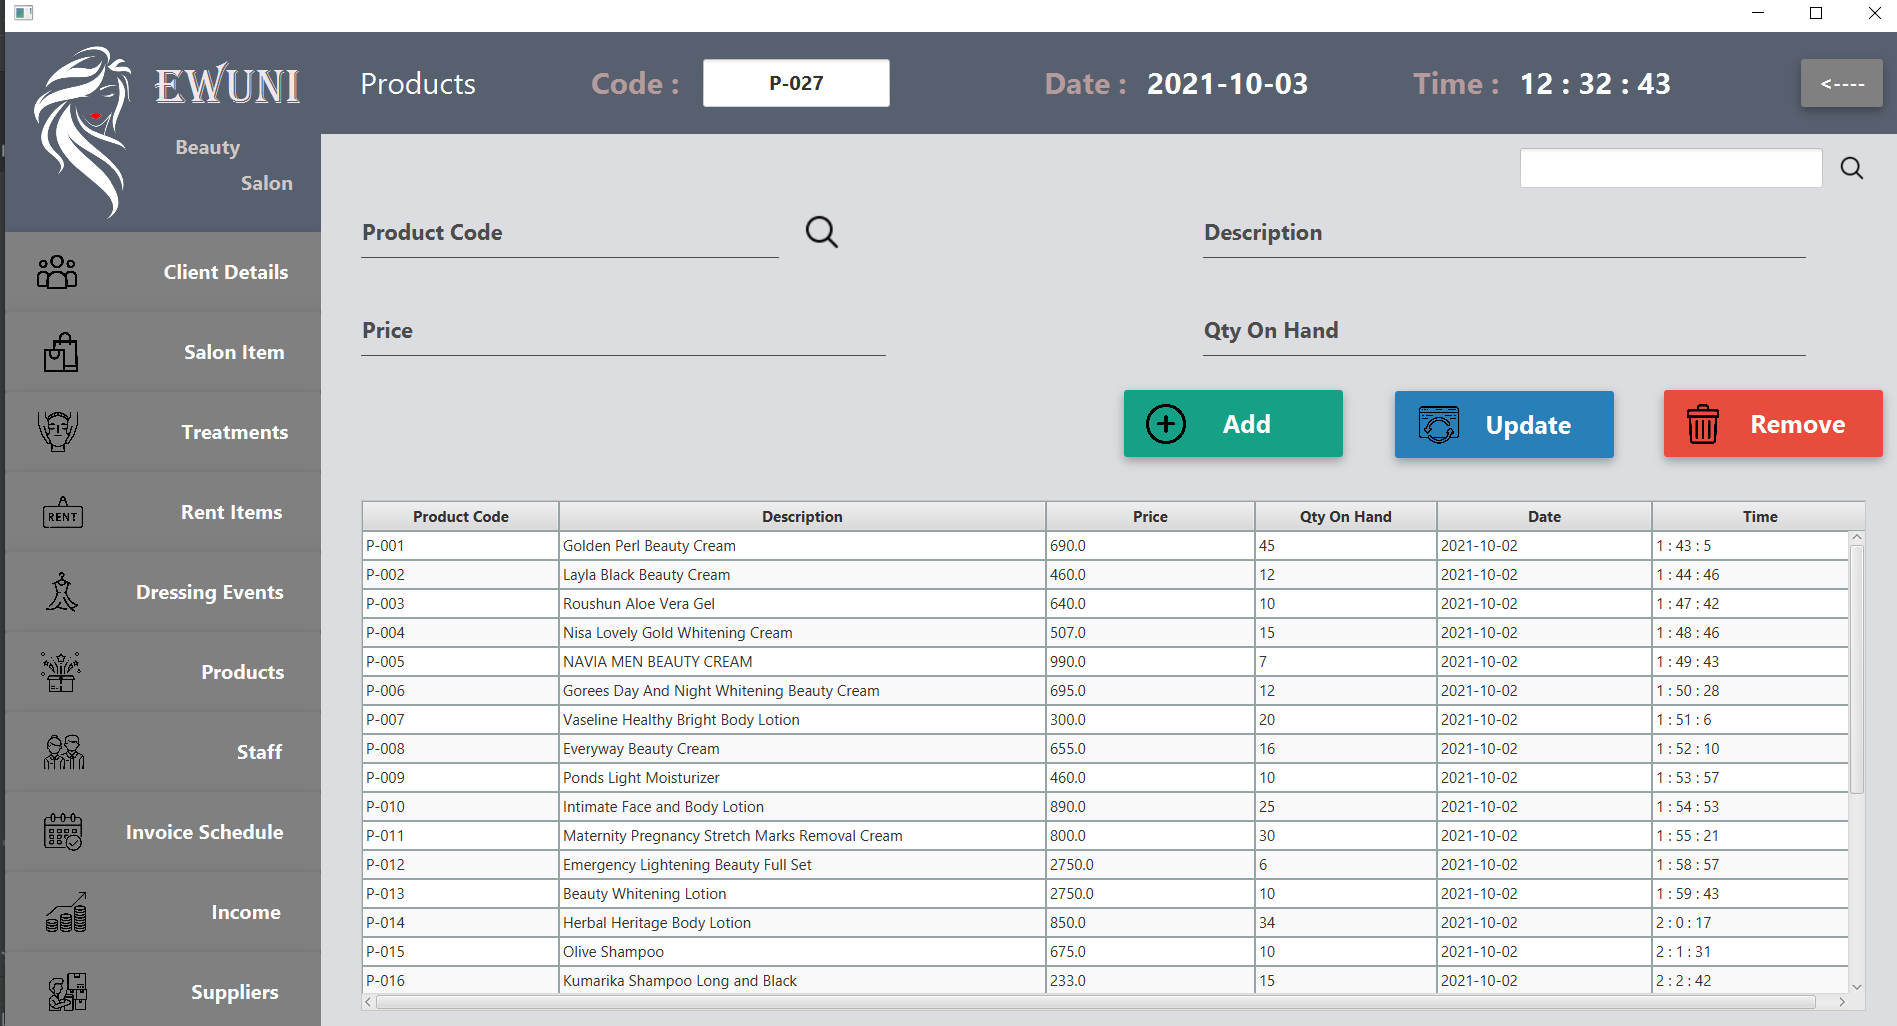 EWUNI
Beauty
Salon
Products
Code :
P-027
Date : 2021-10-03
Time : 12 : 32 : 43
<----
Client Details
Salon Item
Treatments
RENT
Rent Items
Dressing Events
Products
Staff
Invoice Schedule
Income
Suppliers
Product Code
Description
Price
Qty On Hand
Add
Update
Remove
Product Code Description Price Qty On Hand Date Time
P-001 Golden Perl Beauty Cream 690.0 45 2021-10-02 1 : 43 : 5
P-002 Layla Black Beauty Cream 460.0 12 2021-10-02 1 : 44 : 46
P-003 Roushun Aloe Vera Gel 640.0 10 2021-10-02 1 : 47 : 42
P-004 Nisa Lovely Gold Whitening Cream 507.0 15 2021-10-02 1 : 48 : 46
P-005 NAVIA MEN BEAUTY CREAM 990.0 7 2021-10-02 1 : 49 : 43
P-006 Gorees Day And Night Whitening Beauty Cream 695.0 12 2021-10-02 1 : 50 : 28
P-007 Vaseline Healthy Bright Body Lotion 300.0 20 2021-10-02 1 : 51 : 6
P-008 Everyway Beauty Cream 655.0 16 2021-10-02 1 : 52 : 10
P-009 Ponds Light Moisturizer 460.0 10 2021-10-02 1 : 53 : 57
P-010 Intimate Face and Body Lotion 890.0 25 2021-10-02 1 : 54 : 53
P-011 Maternity Pregnancy Stretch Marks Removal Cream 800.0 30 2021-10-02 1 : 55 : 21
P-012 Emergency Lightening Beauty Full Set 2750.0 6 2021-10-02 1 : 58 : 57
P-013 Beauty Whitening Lotion 2750.0 10 2021-10-02 1 : 59 : 43
P-014 Herbal Heritage Body Lotion 850.0 34 2021-10-02 2 : 0 : 17
P-015 Olive Shampoo 675.0 10 2021-10-02 2 : 1 : 31
P-016 Kumarika Shampoo Long and Black 233.0 15 2021-10-02 2 : 2 : 42